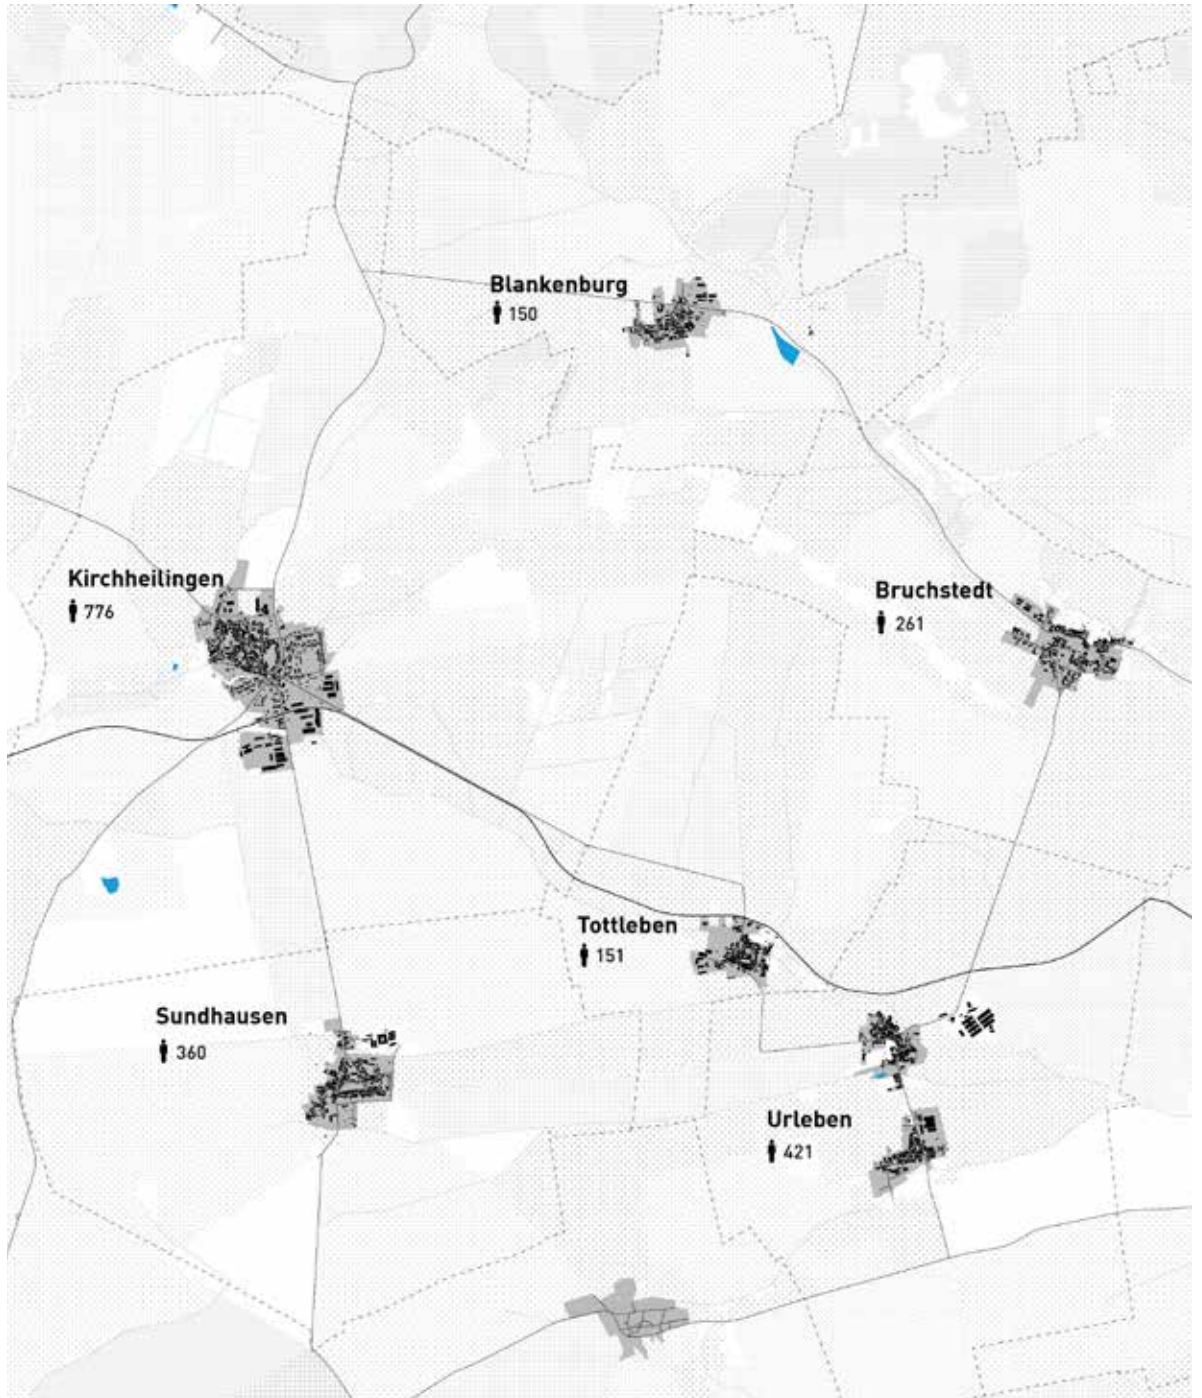 Blankenburg
150
Kirchheilingen
776
Bruchstedt
261
Tottleben
151
Sundhausen
360
Urleben
421